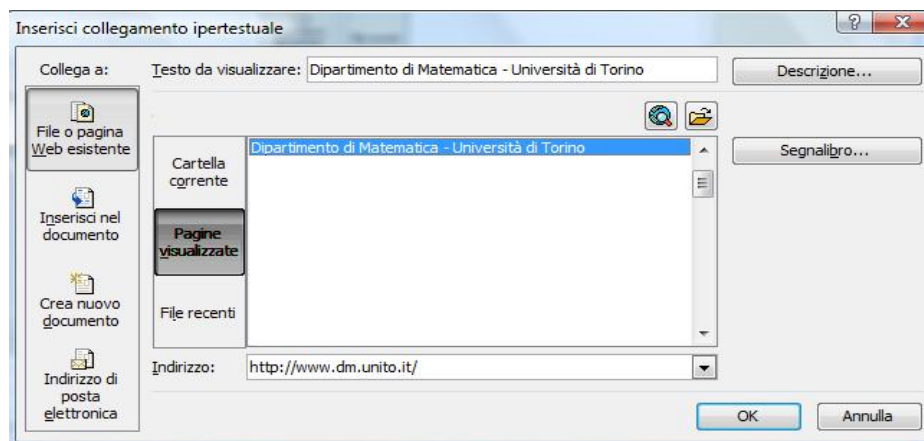 Inserisci collegamento ipertestuale
Collega a:
Testo da visualizzare: Dipartimento di Matematica - Università di Torino
Descrizione...
File o pagina
Web esistente
Inserisci nel
documento
Crea nuovo
documento
Indirizzo di
posta
elettronica
Cartella
corrente
Pagine
visualizzate
File recenti
Dipartimento di Matematica - Università di Torino
Segnalibro...
Indirizzo: http://www.dm.unito.it/
OK
Annulla